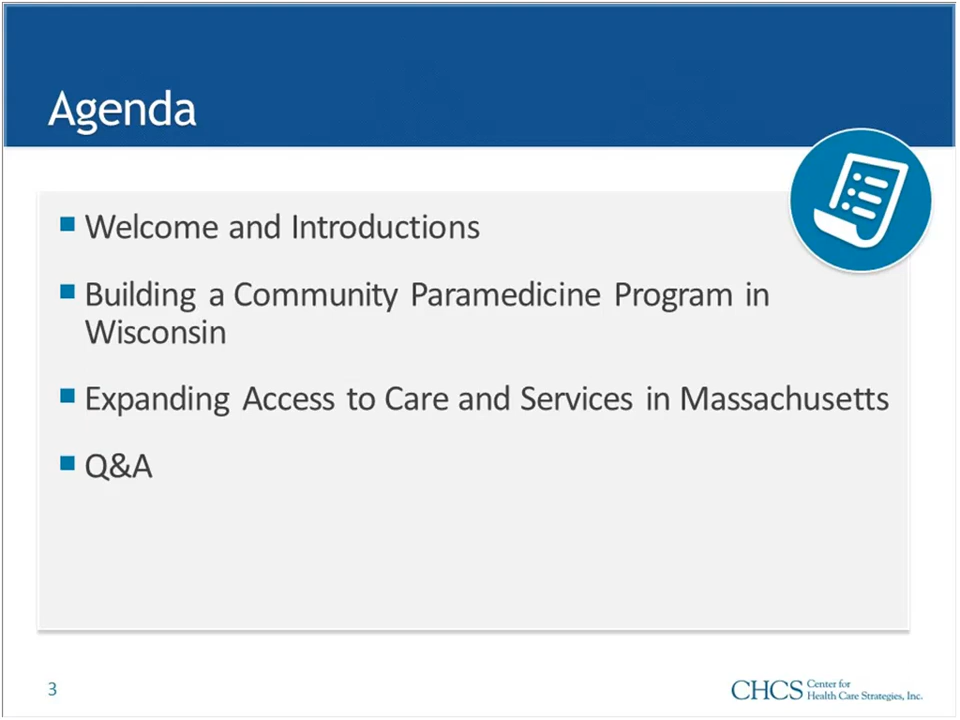 Agenda
Welcome and Introductions
Building a Community Paramedicine Program in
Wisconsin
Expanding Access to Care and Services in Massachusetts
Q&A
3
CHCS Center for
Health Care Strategies, Inc.